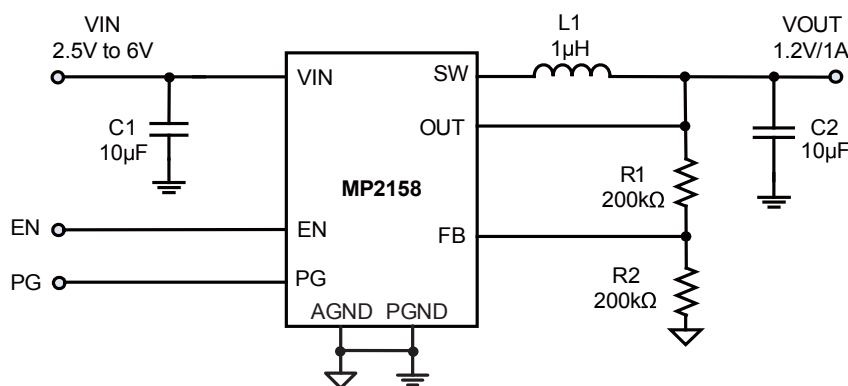 VIN
2.5V to 6V
C1
10µF
EN
PG
VIN
EN
PG
AGND PGND
MP2158
SW
OUT
FB
L1
1µH
R1
200kΩ
R2
200kΩ
VOUT
1.2V/1A
C2
10µF